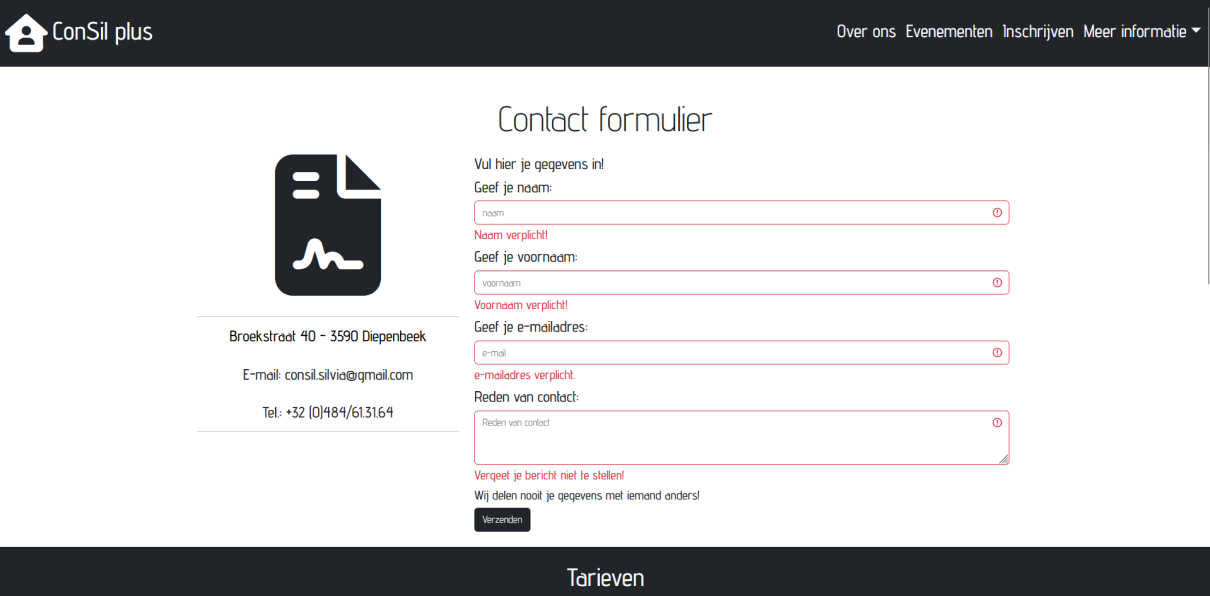 ConSil plus
Over ons Evenementen Inschrijven Meer informatie
Contact formulier
Broekstraat 40 - 3590 Diepenbeek
E-mail: consil.silvia@gmail.com
Tel.: +32 (0)484/61.31.64
Vul hier je gegevens in!
Geef je naam:
naam
Naam verplicht!
Geef je voornaam:
voornaam
Voornaam verplicht!
Geef je e-mailadres:
e-mail
e-mailadres verplicht.
Reden van contact:
Reden van contact
Vergeet je bericht niet te stellen!
Wij delen nooit je gegevens met iemand anders!
Verzenden
Tarieven